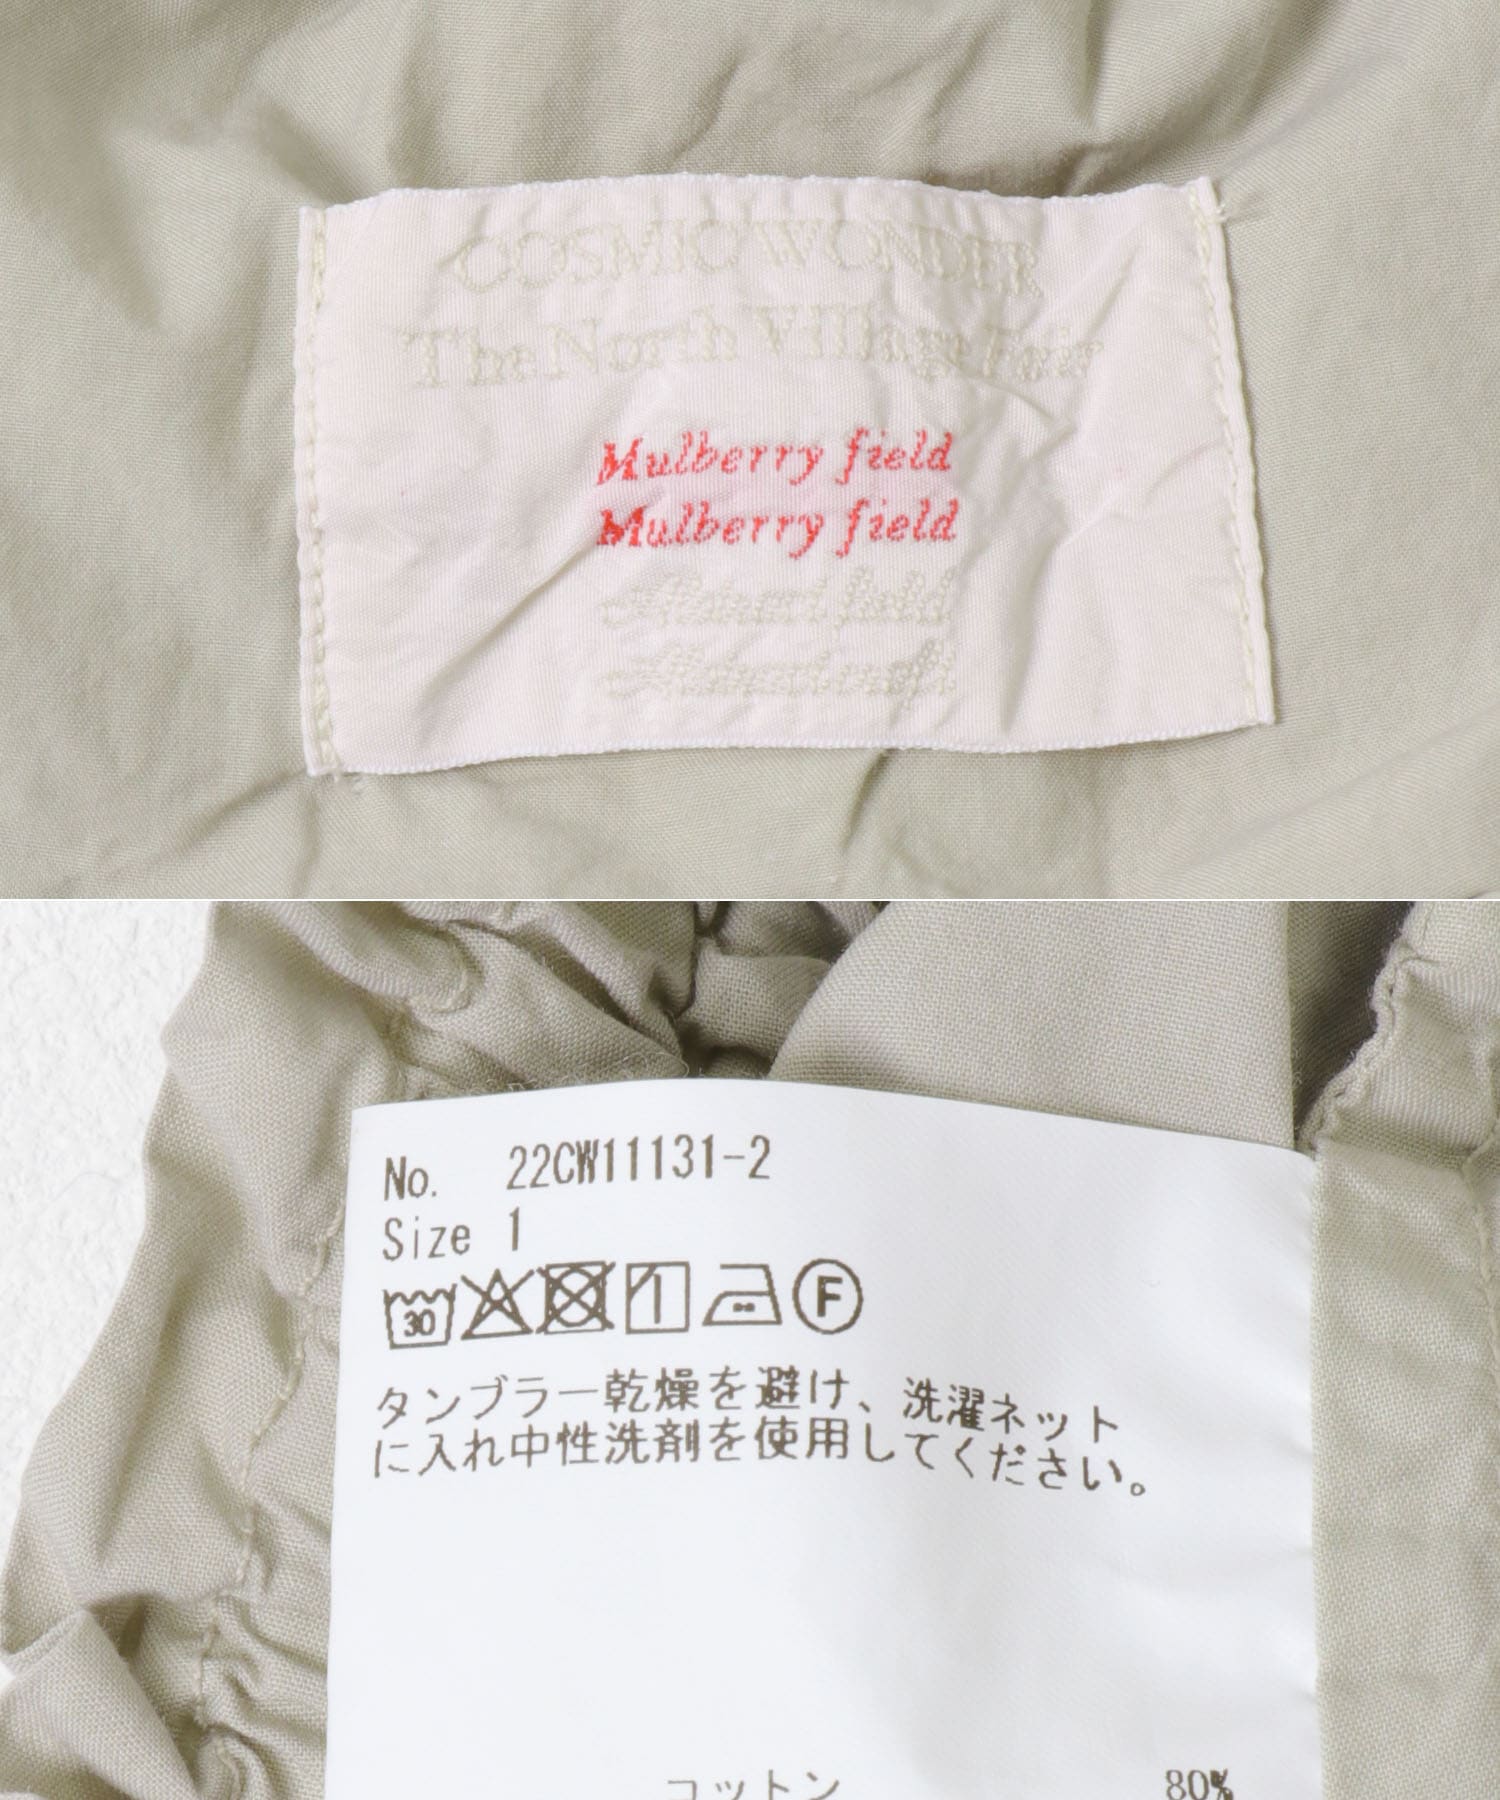 COSMIC WONDER
The North Village Fair
Mulberry field
Mulberry field
No. 22CW11131-2
Size 1
30
F
タンブラー乾燥を避け、洗濯ネット
に入れ中性洗剤を使用してください。
コットン 80%